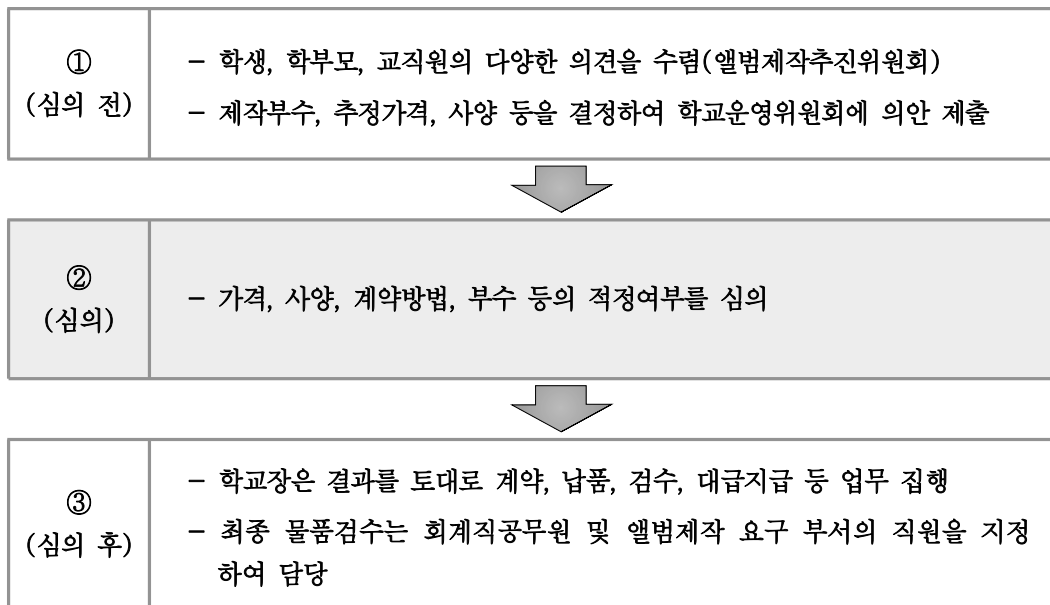 ①
(심의 전)
- 학생, 학부모, 교직원의 다양한 의견을 수렴(앨범제작추진위원회)
- 제작부수, 추정가격, 사양 등을 결정하여 학교운영위원회에 의안 제출
②
(심의)
- 가격, 사양, 계약방법, 부수 등의 적정여부를 심의
③
(심의 후)
- 학교장은 결과를 토대로 계약, 납품, 검수, 대급지급 등 업무 집행
- 최종 물품검수는 회계직공무원 및 앨범제작 요구 부서의 직원을 지정
하여 담당